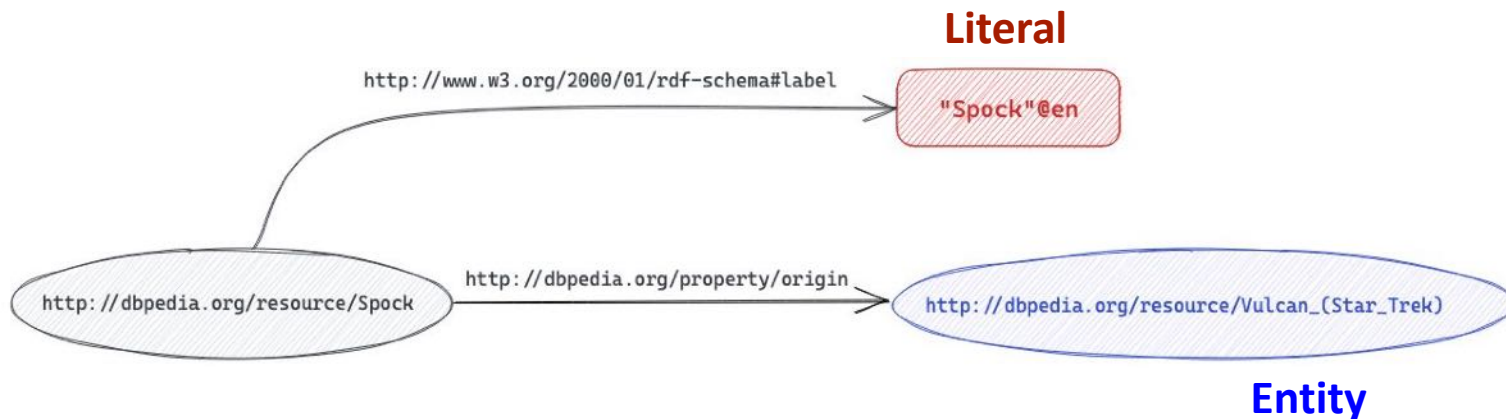 Literal
http://www.w3.org/2000/01/rdf-schema#label
"Spock"@en
http://dbpedia.org/property/origin
http://dbpedia.org/resource/Spock
http://dbpedia.org/resource/Vulcan_(Star_Trek)
Entity